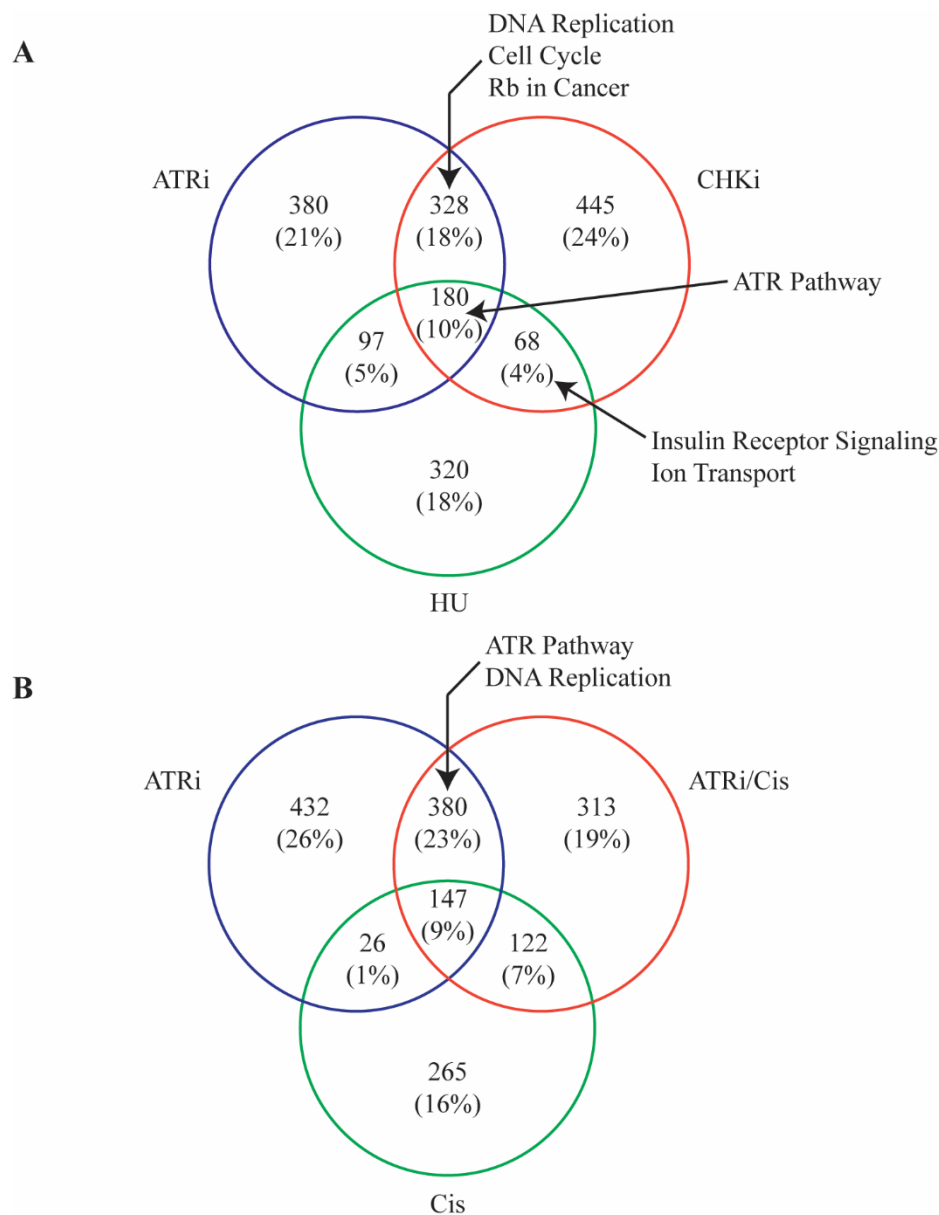 A
DNA Replication
Cell Cycle
Rb in Cancer
ATRi
CHKi
380
(21%)
328
(18%)
445
(24%)
180
(10%)
ATR Pathway
97
(5%)
68
(4%)
Insulin Receptor Signaling
Ion Transport
320
(18%)
HU
B
ATR Pathway
DNA Replication
ATRi
ATRi/Cis
432
(26%)
380
(23%)
313
(19%)
147
(9%)
26
(1%)
122
(7%)
265
(16%)
Cis